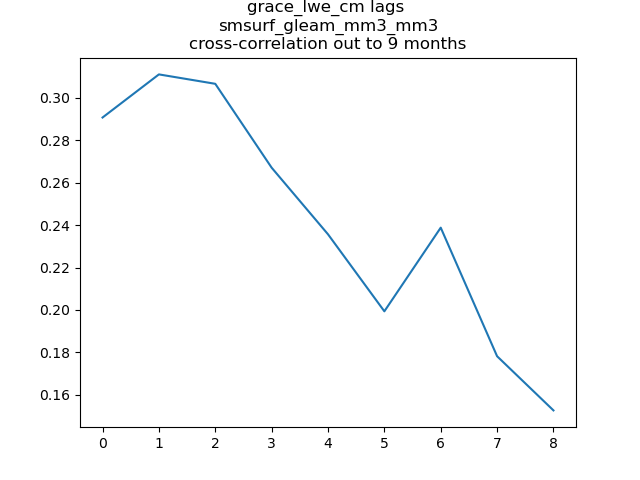 grace_lwe_cm lags
smsurf_gleam_mm3_mm3
cross-correlation out to 9 months
0.30
0.28
0.26
0.24
0.22
0.20
0.18
0.16
0 1 2 3 4 5 6 7 8